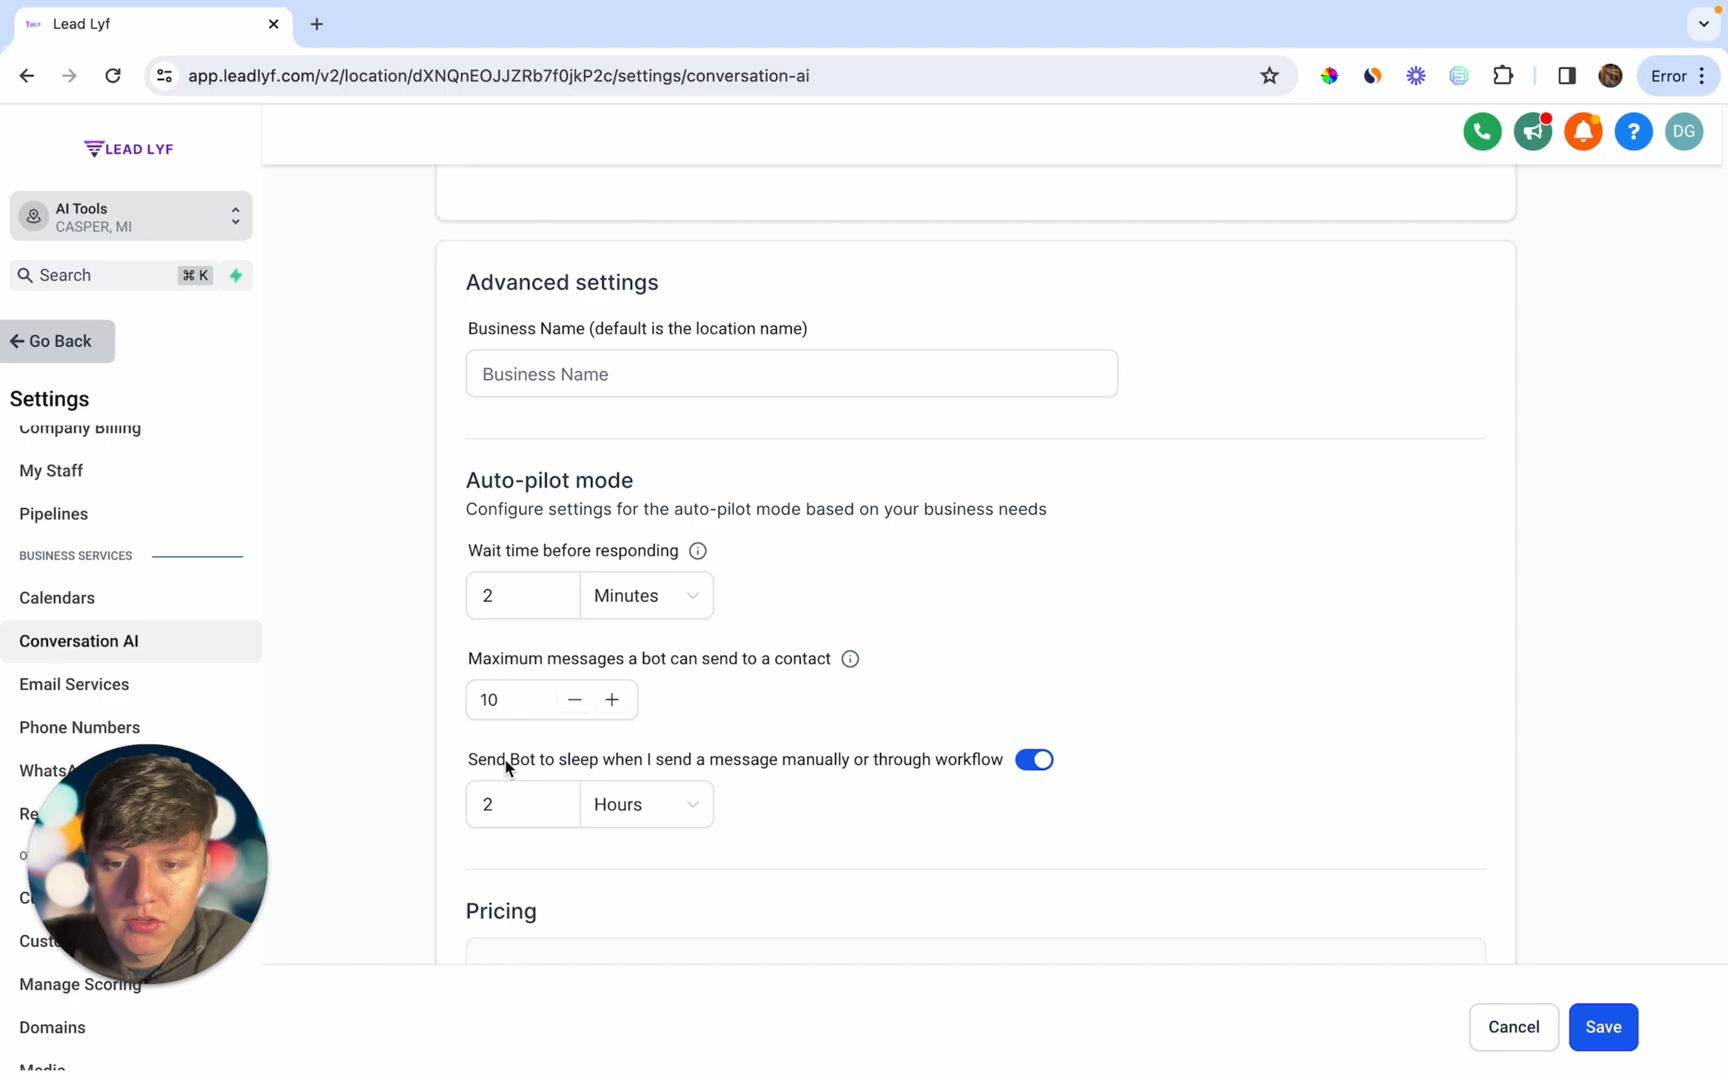 Lead Lyf
app.leadlyf.com/v2/location/dXNQnEOJJZRb7f0jkP2c/settings/conversation-ai
Error
LEAD LYF
DG
AI Tools
CASPER, MI
Search
⌘ K
Go Back
Settings
Company Billing
My Staff
Pipelines
BUSINESS SERVICES
Calendars
Conversation AI
Email Services
Phone Numbers
Manage Scoring
Domains
Advanced settings
Business Name (default is the location name)
Business Name
Auto-pilot mode
Configure settings for the auto-pilot mode based on your business needs
Wait time before responding
2
Minutes
Maximum messages a bot can send to a contact
10
Send Bot to sleep when I send a message manually or through workflow
2
Hours
Pricing
Cancel
Save